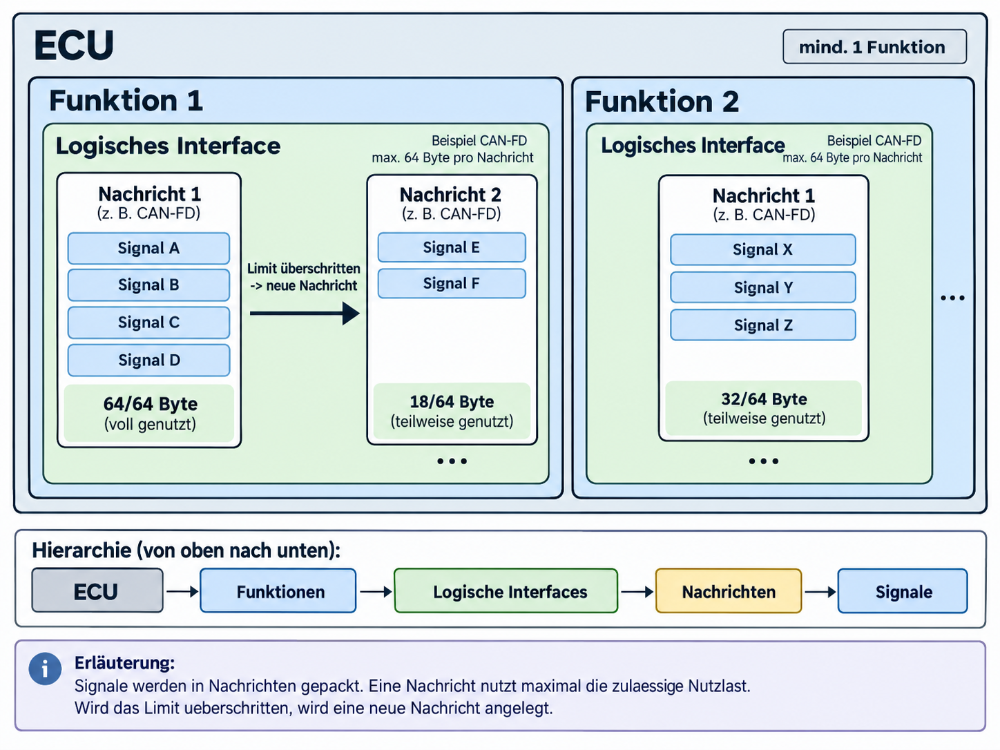 ECU
mind. 1 Funktion
Funktion 1
Logisches Interface
Beispiel CAN-FD
max. 64 Byte pro Nachricht
Nachricht 1
(z. B. CAN-FD)
Signal A
Signal B
Signal C
Signal D
64/64 Byte
(voll genutzt)
Limit überschritten
-> neue Nachricht
Nachricht 2
(z. B. CAN-FD)
Signal E
Signal F
18/64 Byte
(teilweise genutzt)
...
Funktion 2
Logisches Interface
Beispiel CAN-FD
max. 64 Byte pro Nachricht
Nachricht 1
(z. B. CAN-FD)
Signal X
Signal Y
Signal Z
32/64 Byte
(teilweise genutzt)
...
...
Hierarchie (von oben nach unten):
ECU
Funktionen
Logische Interfaces
Nachrichten
Signale
i
Erläuterung:
Signale werden in Nachrichten gepackt. Eine Nachricht nutzt maximal die zulaessige Nutzlast.
Wird das Limit ueberschritten, wird eine neue Nachricht angelegt.